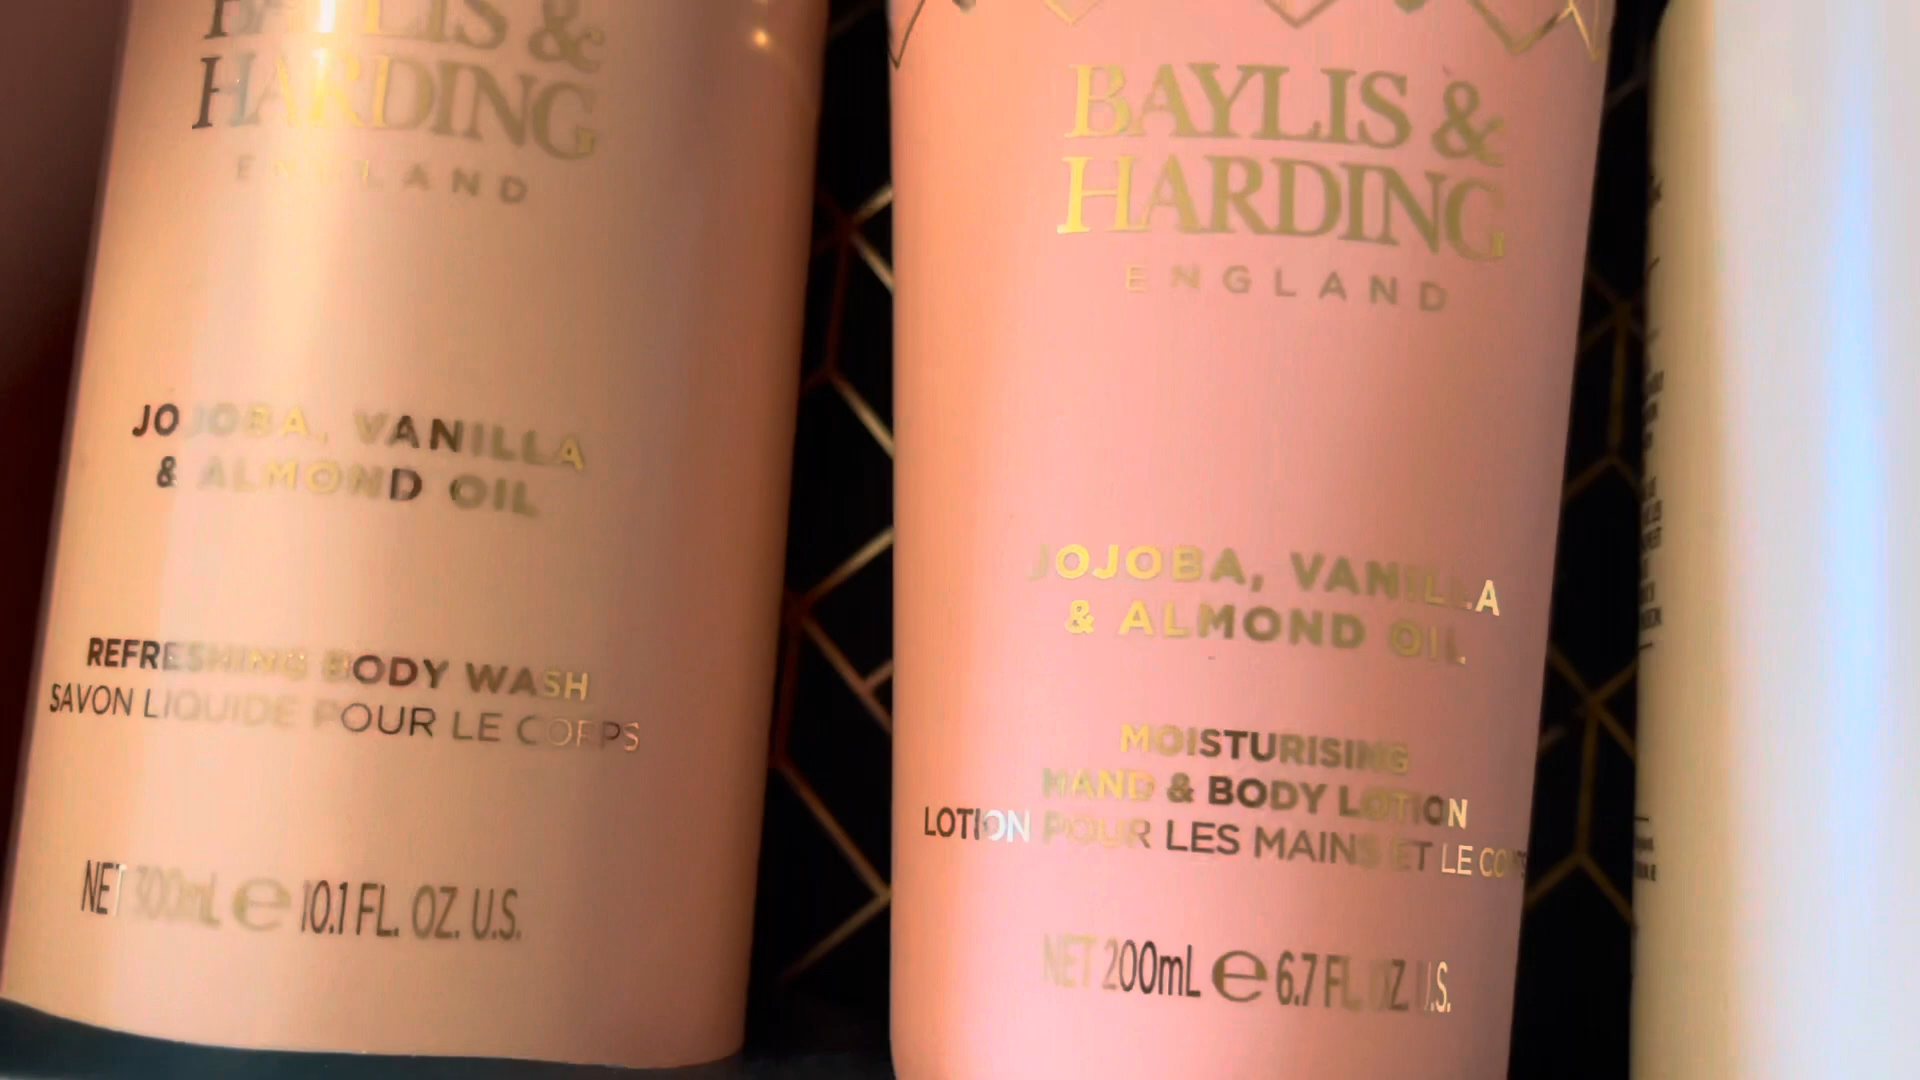 BAYLIS &
HARDING
ENGLAND
JOJOBA, VANILLA
& ALMOND OIL
REFRESHING BODY WASH
SAVON LIQUIDE POUR LE CORPS
NET 300mL e 10.1 FL. OZ. U.S.
BAYLIS &
HARDING
ENGLAND
JOJOBA, VANILLA
& ALMOND OIL
MOISTURISING
HAND & BODY LOTION
LOTION POUR LES MAINS ET LE CORPS
NET 200mL e 6.7 FL. OZ. U.S.